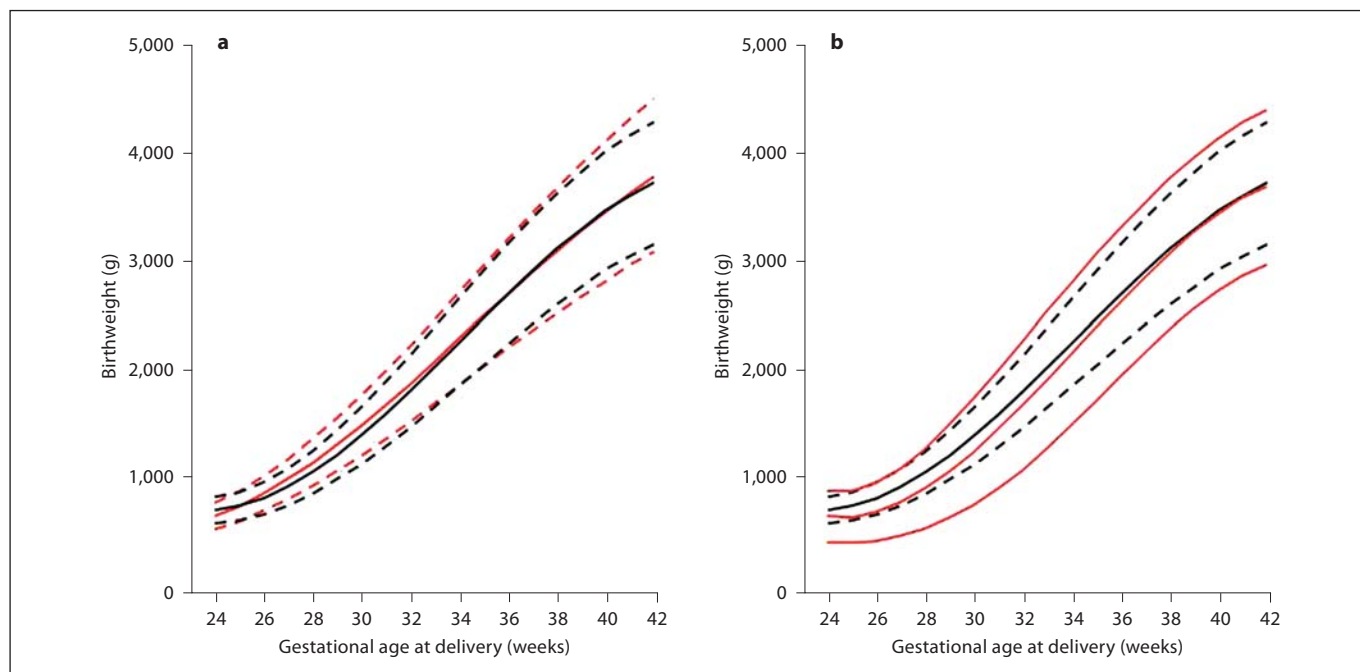 a
5,000
4,000
3,000
2,000
1,000
0
Birthweight (g)
24 26 28 30 32 34 36 38 40 42
Gestational age at delivery (weeks)
b
5,000
4,000
3,000
2,000
1,000
0
Birthweight (g)
24 26 28 30 32 34 36 38 40 42
Gestational age at delivery (weeks)